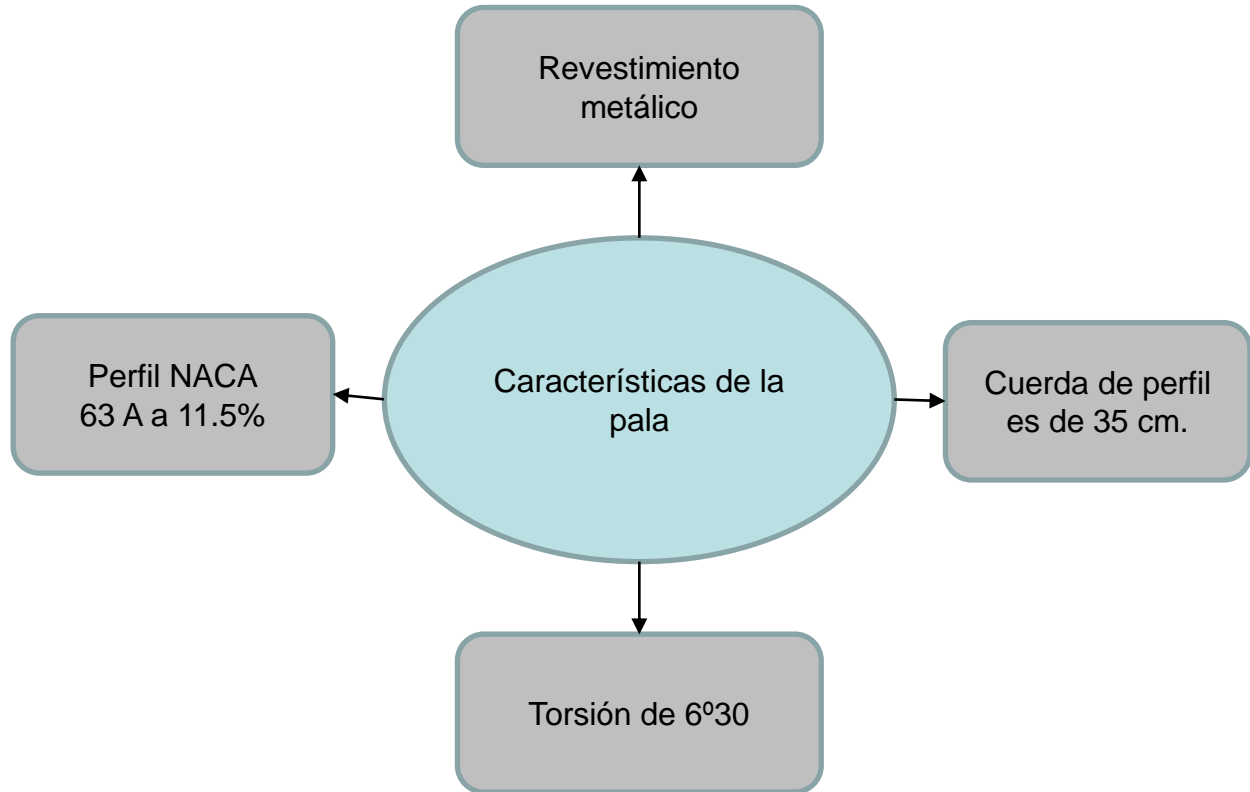 Revestimiento
metálico
Perfil NACA
63 A a 11.5%
Características de la
pala
Cuerda de perfil
es de 35 cm.
Torsión de 6º30